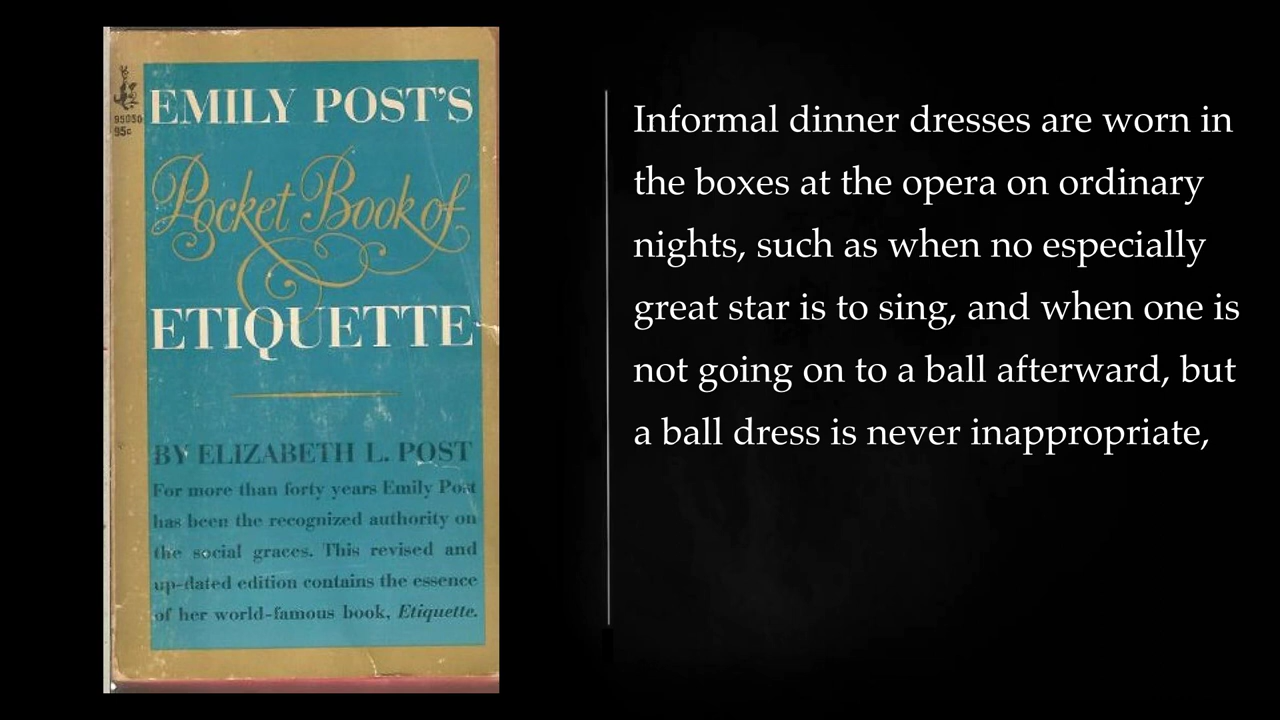 EMILY POST'S
Pocket Book of
ETIQUETTE
95050
95c
BY ELIZABETH L. POST
For more than forty years Emily Post
has been the recognized authority on
the social graces. This revised and
up-dated edition contains the essence
of her world-famous book, Etiquette.
Informal dinner dresses are worn in
the boxes at the opera on ordinary
nights, such as when no especially
great star is to sing, and when one is
not going on to a ball afterward, but
a ball dress is never inappropriate,